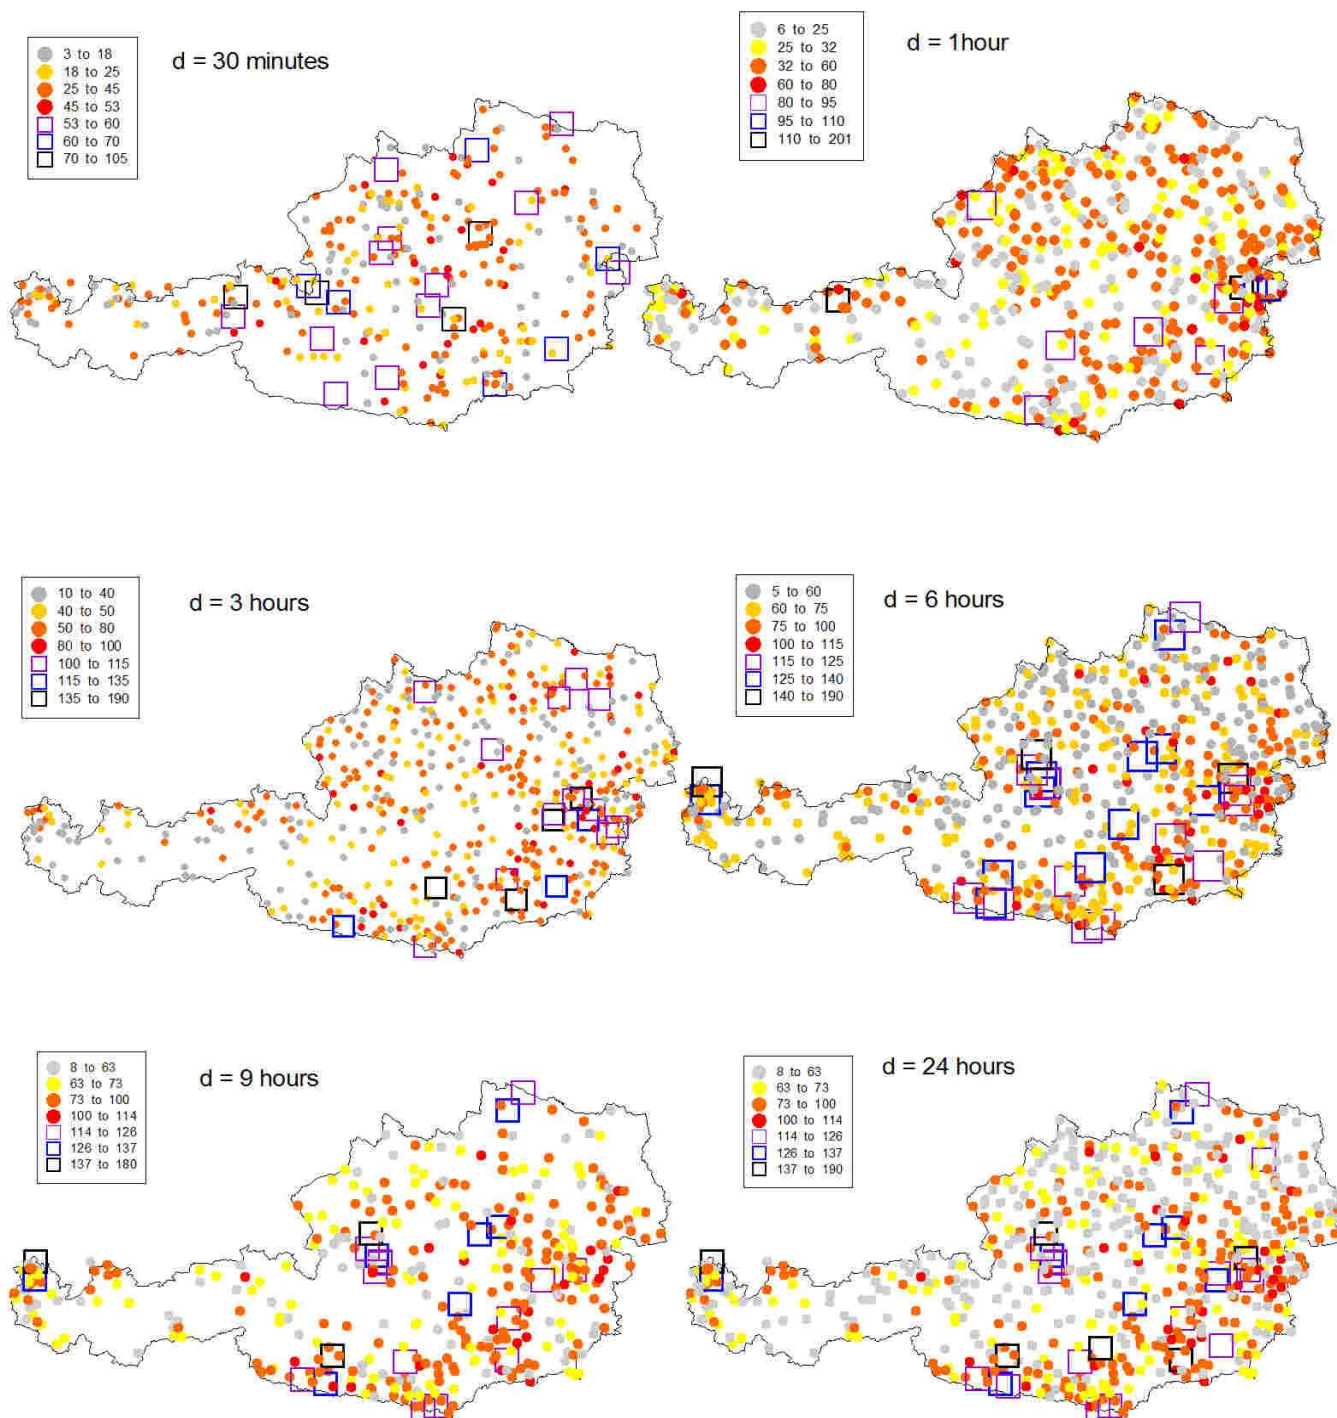 d = 30 minutes
3 to 18
18 to 25
25 to 45
45 to 53
53 to 60
60 to 70
70 to 105
d = 1hour
6 to 25
25 to 32
32 to 60
60 to 80
80 to 95
95 to 110
110 to 201
d = 3 hours
10 to 40
40 to 50
50 to 80
80 to 100
100 to 115
115 to 135
135 to 190
d = 6 hours
5 to 60
60 to 75
75 to 100
100 to 115
115 to 125
125 to 140
140 to 190
d = 9 hours
8 to 63
63 to 73
73 to 100
100 to 114
114 to 126
126 to 137
137 to 180
d = 24 hours
8 to 63
63 to 73
73 to 100
100 to 114
114 to 126
126 to 137
137 to 190